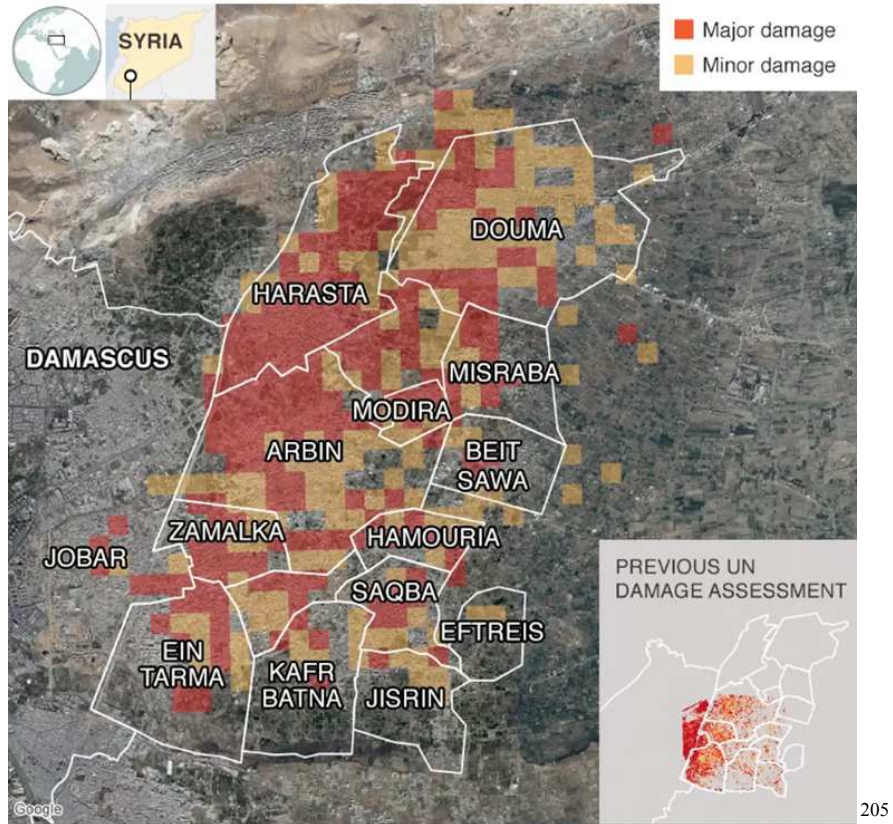 SYRIA
Major damage
Minor damage
DOUMA
HARASTA
DAMASCUS
MISRABA
MODIRA
ARBIN
BEIT
SAWA
ZAMALKA
HAMOURIA
JOBAR
SAQBA
PREVIOUS UN
DAMAGE ASSESSMENT
EFTREIS
EIN
TARMA
KAFR
BATNA
JISRIN
Google
205